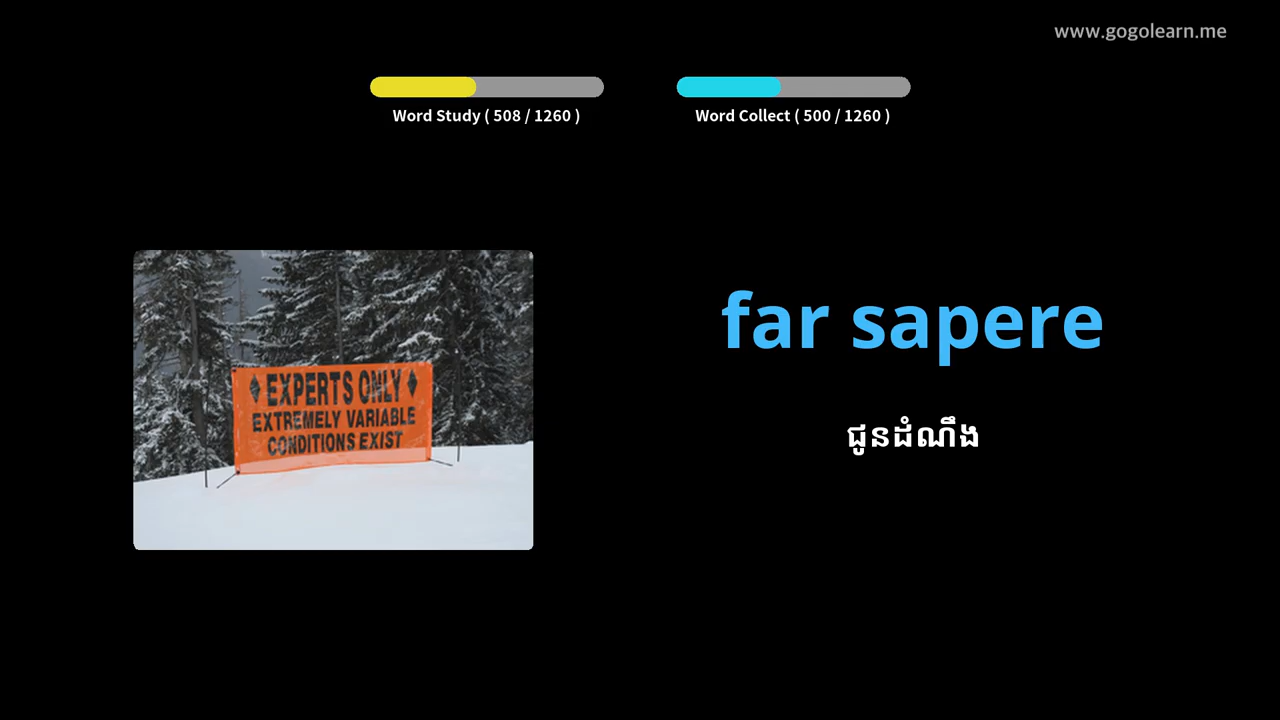 www.gogolearn.me
Word Study ( 508 / 1260 )
Word Collect ( 500 / 1260 )
EXPERTS ONLY
EXTREMELY VARIABLE
CONDITIONS EXIST
far sapere
ជូនដំណឹង